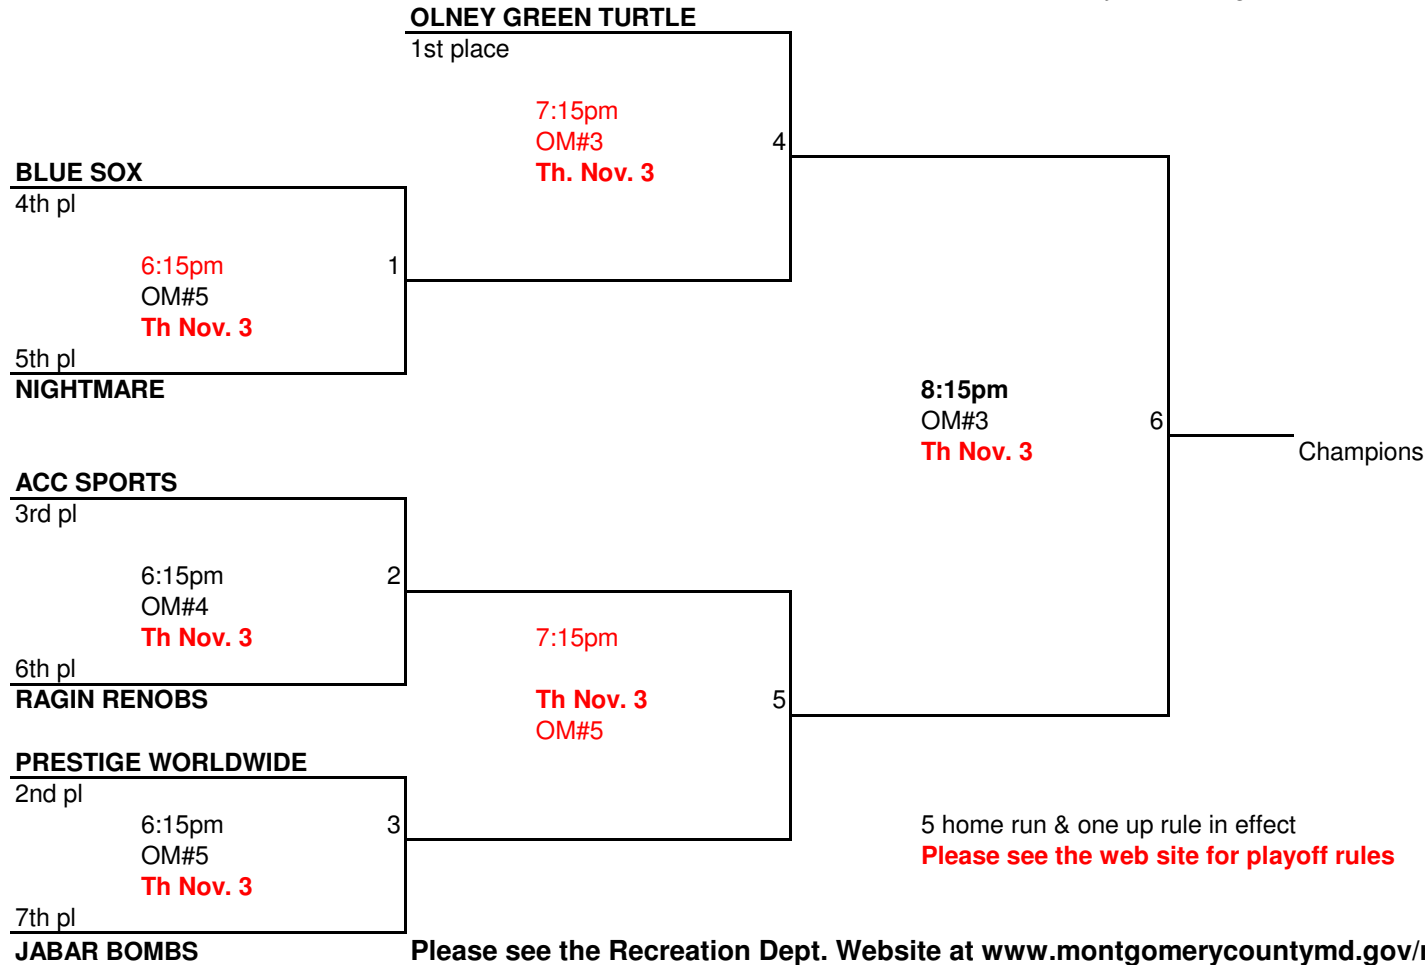 OLNEY GREEN TURTLE
1st place
7:15pm
OM#3
4
Th. Nov. 3
BLUE SOX
4th pl
6:15pm
1
OM#5
Th Nov. 3
5th pl
NIGHTMARE
8:15pm
OM#3
6
Th Nov. 3
Champions
ACC SPORTS
3rd pl
6:15pm
2
OM#4
Th Nov. 3
7:15pm
6th pl
RAGIN RENOBS
Th Nov. 3
5
OM#5
PRESTIGE WORLDWIDE
2nd pl
6:15pm
3
OM#5
Th Nov. 3
5 home run & one up rule in effect
Please see the web site for playoff rules
7th pl
JABAR BOMBS
Please see the Recreation Dept. Website at www.montgomerycountymd.gov/